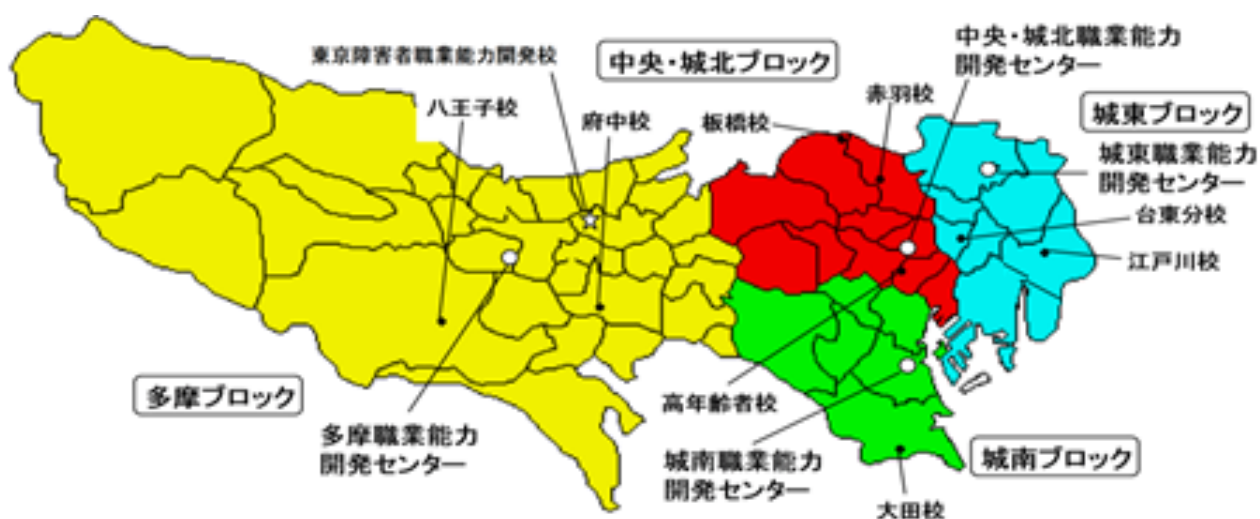 東京障害者職業能力開発校
中央・城北ブロック
中央・城北職業能力
開発センター
八王子校
府中校
板橋校
赤羽校
城東ブロック
城東職業能力
開発センター
台東分校
江戸川校
多摩ブロック
多摩職業能力
開発センター
高年齢者校
城南職業能力
開発センター
城南ブロック
大田校